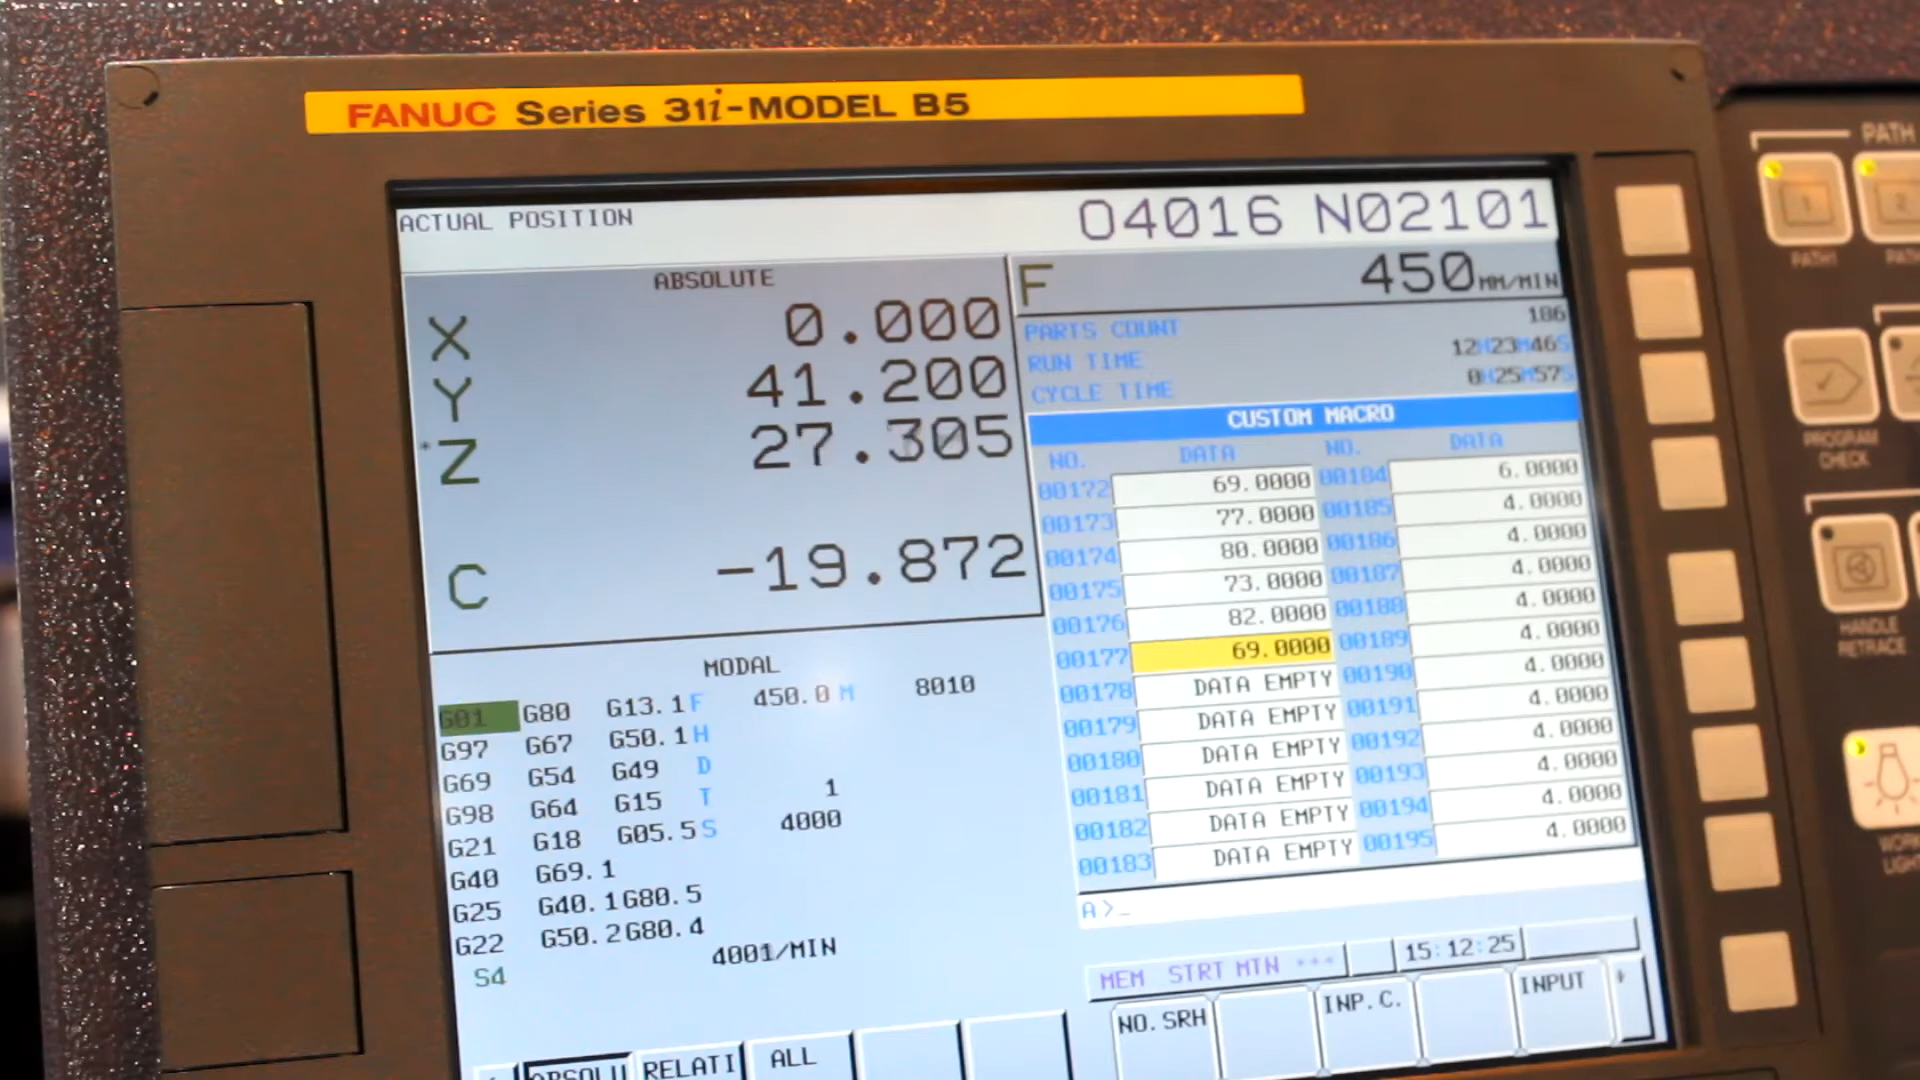 FANUC Series 31i-MODEL B5
ACTUAL POSITION
O4016 N02101
ABSOLUTE
X 0.000
Y 41.200
*Z 27.305
C -19.872
F 450 MM/MIN
PARTS COUNT 186
RUN TIME 12H23M46S
CYCLE TIME 0H25M57S
CUSTOM MACRO
NO. DATA NO. DATA
00172 69.0000 00184 6.0000
00173 77.0000 00185 4.0000
00174 80.0000 00186 4.0000
00175 73.0000 00187 4.0000
00176 82.0000 00188 4.0000
00177 69.0000 00189 4.0000
00178 DATA EMPTY 00190 4.0000
00179 DATA EMPTY 00191 4.0000
00180 DATA EMPTY 00192 4.0000
00181 DATA EMPTY 00193 4.0000
00182 DATA EMPTY 00194 4.0000
00183 DATA EMPTY 00195 4.0000
MODAL
G01 G80 G13.1 F 450.0 M 8010
G97 G67 G50.1 H
G69 G54 G49 D
G98 G64 G15 T 1
G21 G18 G05.5 S 4000
G40 G69.1
G25 G40.1 G80.5
G22 G50.2 G80.4
S4 4001/MIN
A>_
MEM STRT MTN *** 15:12:25
ABSOLU RELATI ALL
NO.SRH INP.C. INPUT +
PATH
1 2
PATH1
PROGRAM
CHECK
HANDLE
RETRACE
WORK
LIGHT